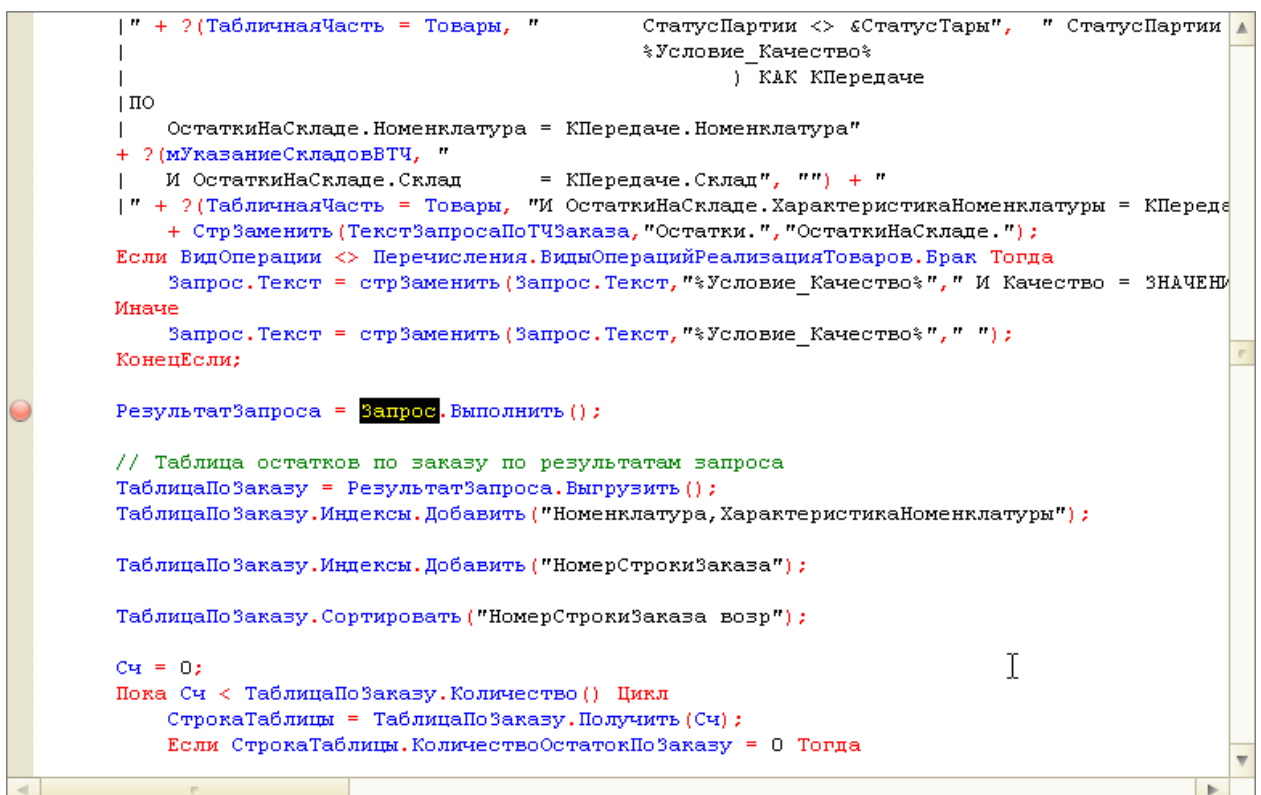 |" + ?(ТабличнаяЧасть = Товары, " СтатусПартии <> &СтатусТары", " СтатусПартии
| %Условие_Качество%
| ) КАК КПередаче
|ПО
| ОстаткиНаСкладе.Номенклатура = КПередаче.Номенклатура"
+ ?(мУказаниеСкладовВТЧ, "
| И ОстаткиНаСкладе.Склад = КПередаче.Склад", "") + "
|" + ?(ТабличнаяЧасть = Товары, "И ОстаткиНаСкладе.ХарактеристикаНоменклатуры = КПереда
+ СтрЗаменить(ТекстЗапросаПоТЧЗаказа,"Остатки.","ОстаткиНаСкладе.");
Если ВидОперации <> Перечисления.ВидыОперацийРеализацияТоваров.Брак Тогда
Запрос.Текст = стрЗаменить(Запрос.Текст,"%Условие_Качество%"," И Качество = ЗНАЧЕНИ
Иначе
Запрос.Текст = стрЗаменить(Запрос.Текст,"%Условие_Качество%"," ");
КонецЕсли;
РезультатЗапроса = Запрос.Выполнить();
// Таблица остатков по заказу по результатам запроса
ТаблицаПоЗаказу = РезультатЗапроса.Выгрузить();
ТаблицаПоЗаказу.Индексы.Добавить("Номенклатура,ХарактеристикаНоменклатуры");
ТаблицаПоЗаказу.Индексы.Добавить("НомерСтрокиЗаказа");
ТаблицаПоЗаказу.Сортировать("НомерСтрокиЗаказа возр");
Сч = 0;
Пока Сч < ТаблицаПоЗаказу.Количество() Цикл
СтрокаТаблицы = ТаблицаПоЗаказу.Получить(Сч);
Если СтрокаТаблицы.КоличествоОстатокПоЗаказу = 0 Тогда